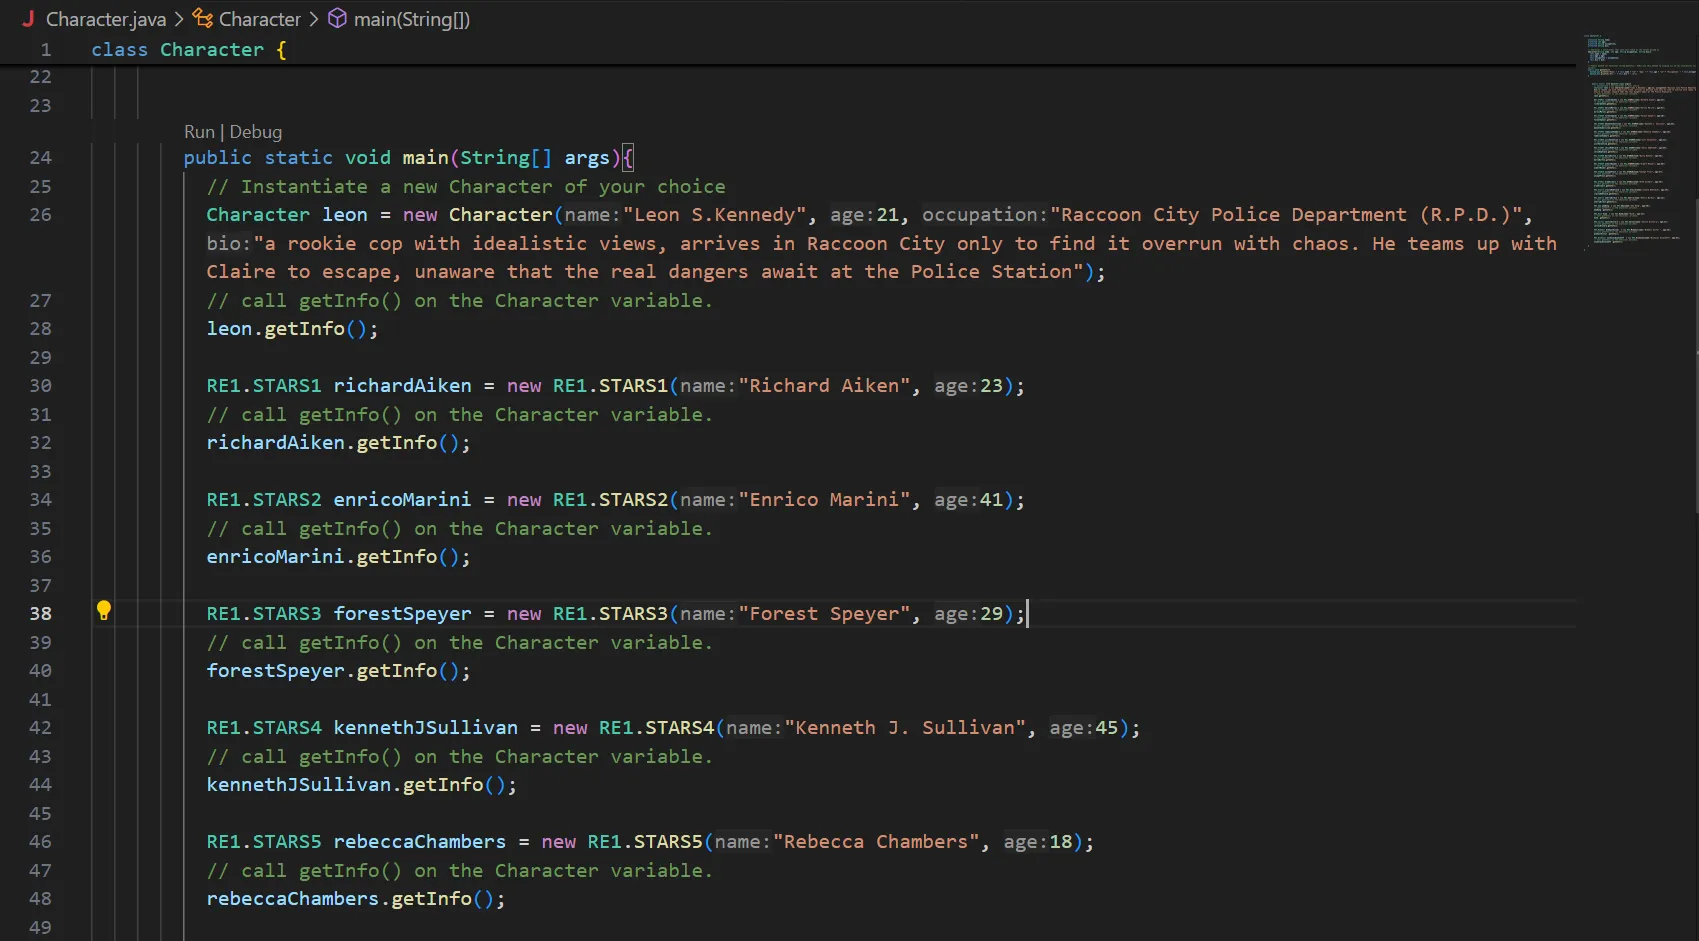 Character.java > Character > main(String[])
1 class Character {
22
23
Run | Debug
24 public static void main(String[] args){
25 // Instantiate a new Character of your choice
26 Character leon = new Character(name:"Leon S.Kennedy", age:21, occupation:"Raccoon City Police Department (R.P.D.)",
bio:"a rookie cop with idealistic views, arrives in Raccoon City only to find it overrun with chaos. He teams up with
Claire to escape, unaware that the real dangers await at the Police Station");
27 // call getInfo() on the Character variable.
28 leon.getInfo();
29
30 RE1.STARS1 richardAiken = new RE1.STARS1(name:"Richard Aiken", age:23);
31 // call getInfo() on the Character variable.
32 richardAiken.getInfo();
33
34 RE1.STARS2 enricoMarini = new RE1.STARS2(name:"Enrico Marini", age:41);
35 // call getInfo() on the Character variable.
36 enricoMarini.getInfo();
37
38 RE1.STARS3 forestSpeyer = new RE1.STARS3(name:"Forest Speyer", age:29);
39 // call getInfo() on the Character variable.
40 forestSpeyer.getInfo();
41
42 RE1.STARS4 kennethJSullivan = new RE1.STARS4(name:"Kenneth J. Sullivan", age:45);
43 // call getInfo() on the Character variable.
44 kennethJSullivan.getInfo();
45
46 RE1.STARS5 rebeccaChambers = new RE1.STARS5(name:"Rebecca Chambers", age:18);
47 // call getInfo() on the Character variable.
48 rebeccaChambers.getInfo();
49